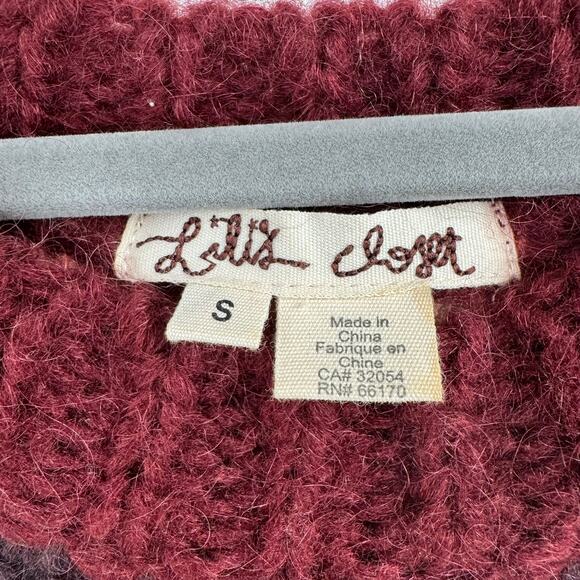 Lili's closet
S
Made in
China
Fabrique en
Chine
CA# 32054
RN# 66170